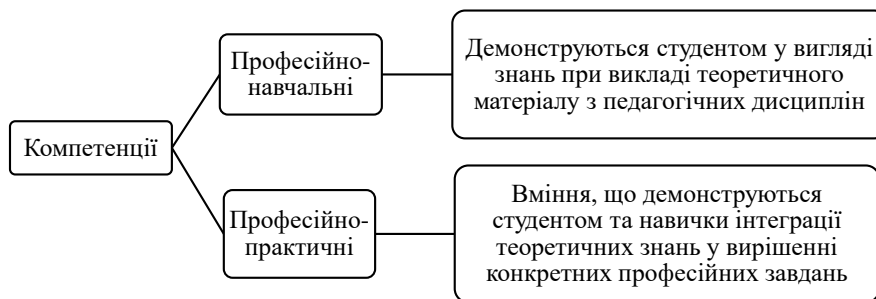 Компетенції
Професійно-
навчальні
Демонструються студентом у вигляді
знань при викладі теоретичного
матеріалу з педагогічних дисциплін
Професійно-
практичні
Вміння, що демонструються
студентом та навички інтеграції
теоретичних знань у вирішенні
конкретних професійних завдань